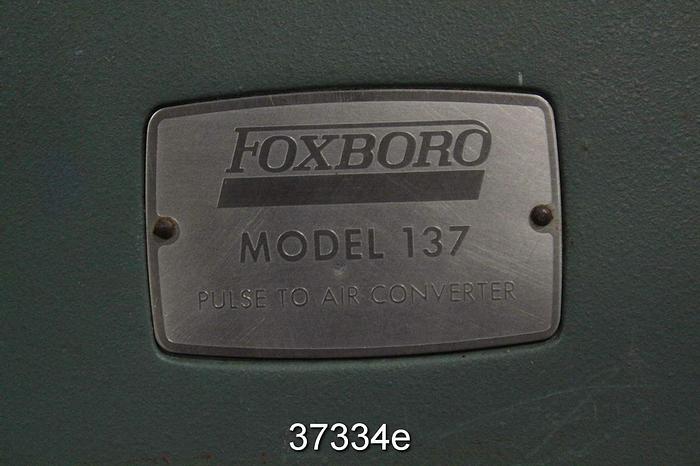 FOXBORO
MODEL 137
PULSE TO AIR CONVERTER
37334e